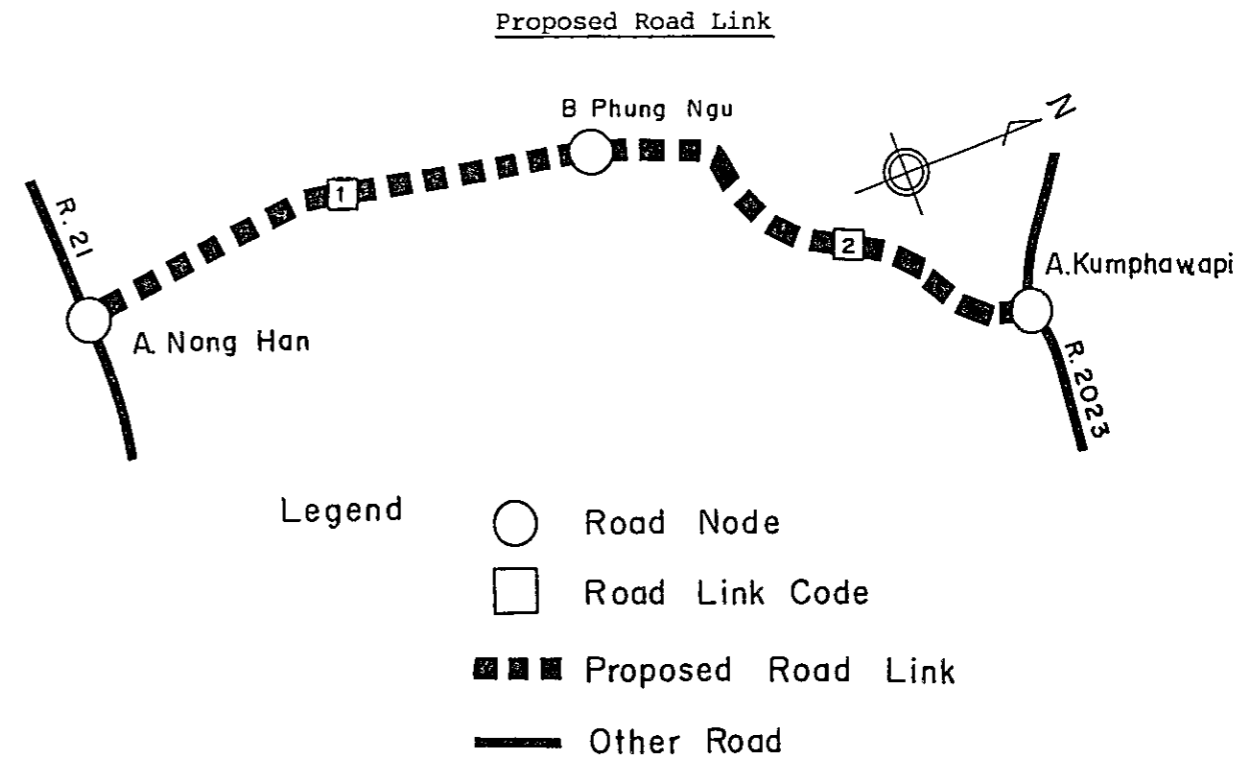 Proposed Road Link
B Phung Ngu
N
R. 21
1
2
A.Kumphawapi
A. Nong Han
R. 2023
Legend
Road Node
Road Link Code
Proposed Road Link
Other Road